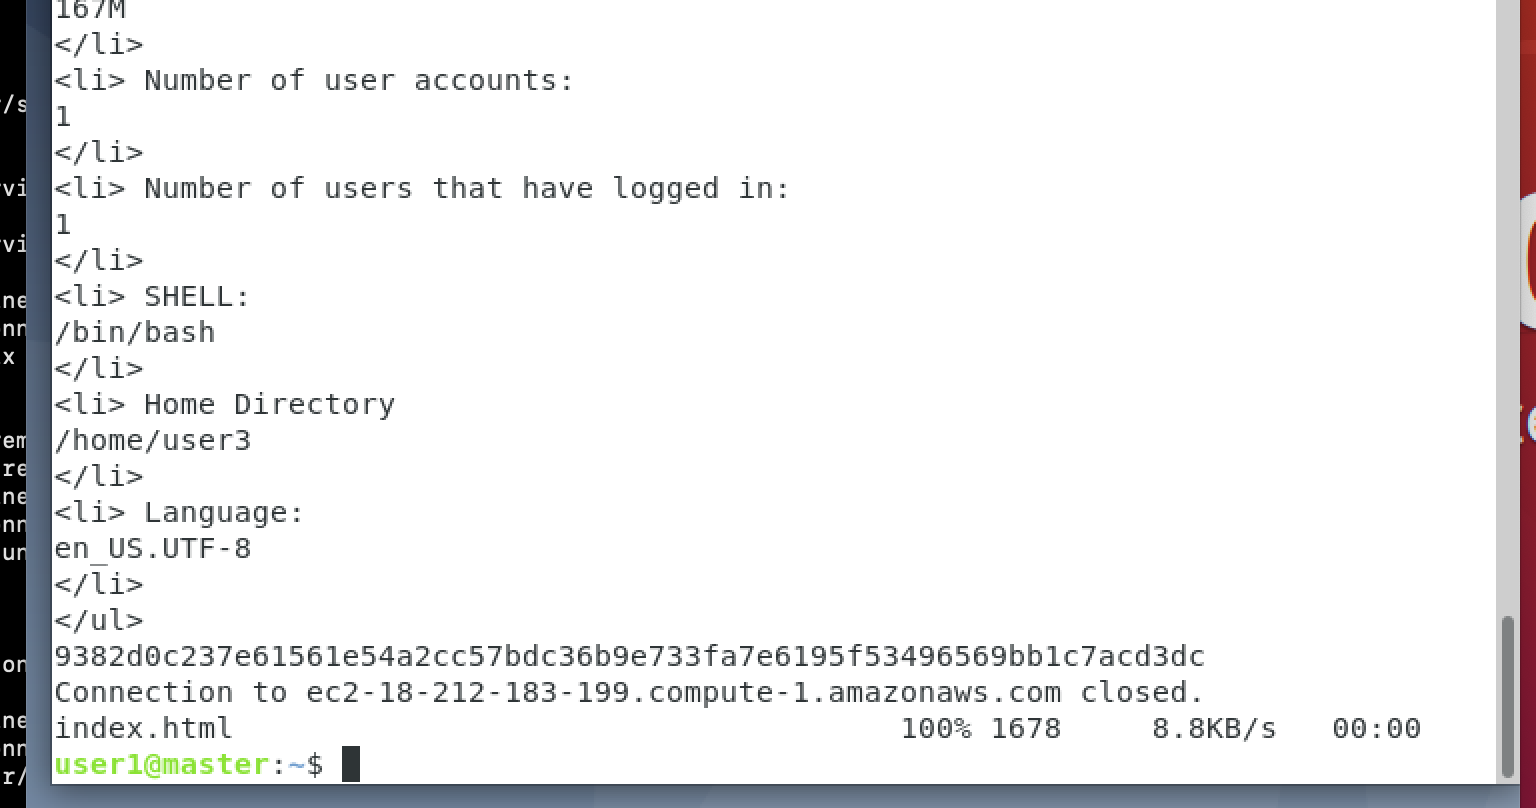 167M
</li>
<li> Number of user accounts:
1
</li>
<li> Number of users that have logged in:
1
</li>
<li> SHELL:
/bin/bash
</li>
<li> Home Directory
/home/user3
</li>
<li> Language:
en_US.UTF-8
</li>
</ul>
9382d0c237e61561e54a2cc57bdc36b9e733fa7e6195f53496569bb1c7acd3dc
Connection to ec2-18-212-183-199.compute-1.amazonaws.com closed.
index.html 100% 1678 8.8KB/s 00:00
user1@master:~$